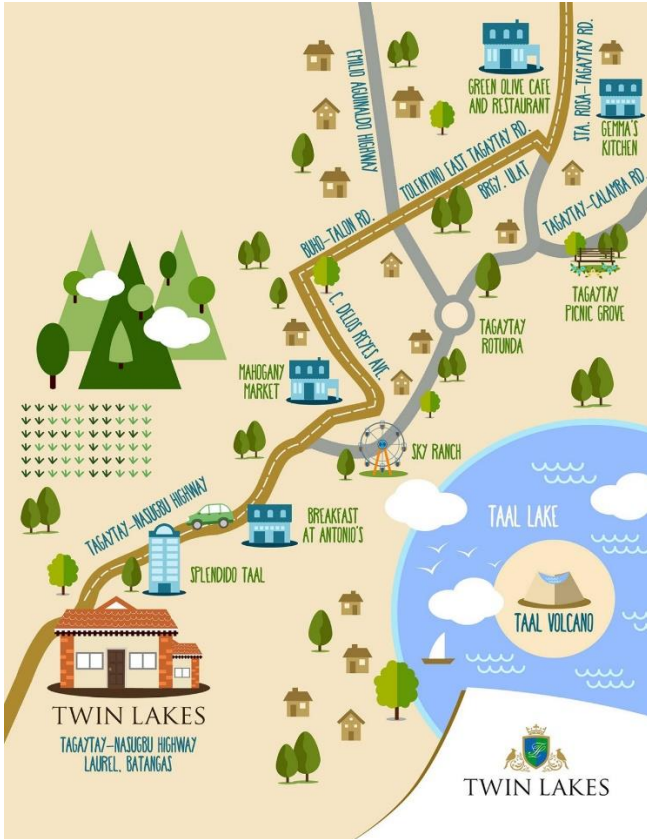 EMILIO AGUINALDO HIGHWAY
GREEN OLIVE CAFE
AND RESTAURANT
STA. ROSA-TAGAYTAY RD.
GEMMA'S
KITCHEN
TOLENTINO EAST TAGAYTAY RD.
BRGY. ULAT
TAGAYTAY-CALAMBA RD.
BUHO-TALON RD.
TAGAYTAY
PICNIC GROVE
C. DELOS REYES AVE.
TAGAYTAY
ROTUNDA
MAHOGANY
MARKET
SKY RANCH
TAGAYTAY-NASUGBU HIGHWAY
BREAKFAST
AT ANTONIO'S
TAAL LAKE
SPLENDIDO TAAL
TAAL VOLCANO
TWIN LAKES
TAGAYTAY-NASUGBU HIGHWAY
LAUREL, BATANGAS
TWIN LAKES